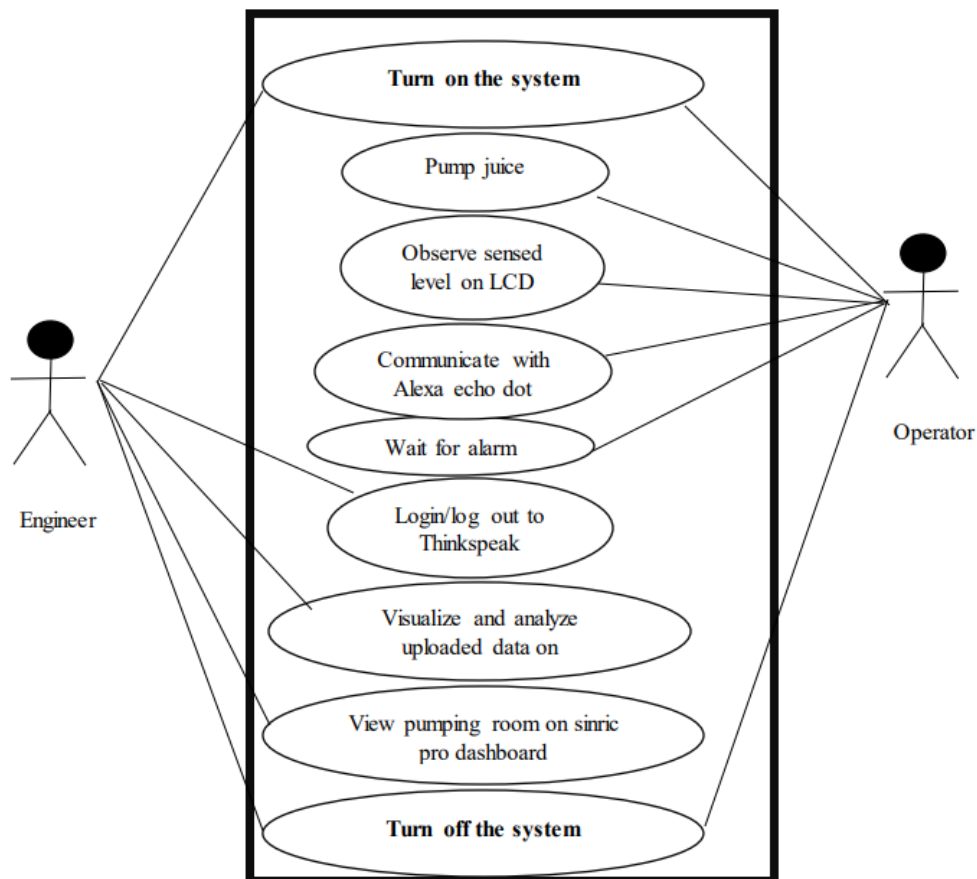 Turn on the system
Pump juice
Observe sensed
level on LCD
Communicate with
Alexa echo dot
Wait for alarm
Operator
Engineer
Login/log out to
Thinkspeak
Visualize and analyze
uploaded data on
View pumping room on sinric
pro dashboard
Turn off the system